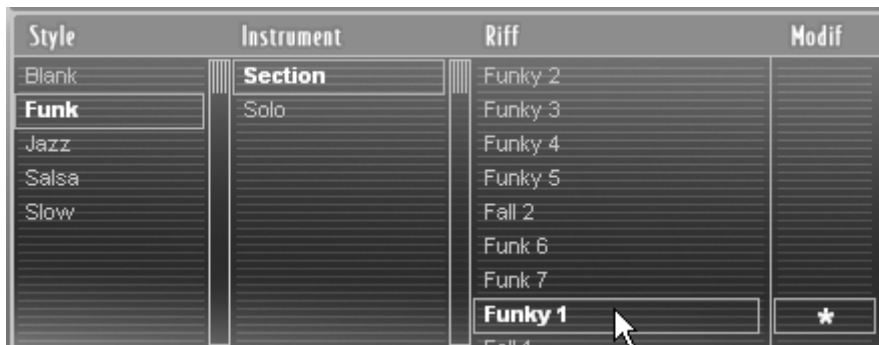 Style Instrument Riff Modif
Blank Section Funky 2
Funk Solo Funky 3
Jazz Funky 4
Salsa Funky 5
Slow Fall 2
Funk 6
Funk 7
Funky 1 *